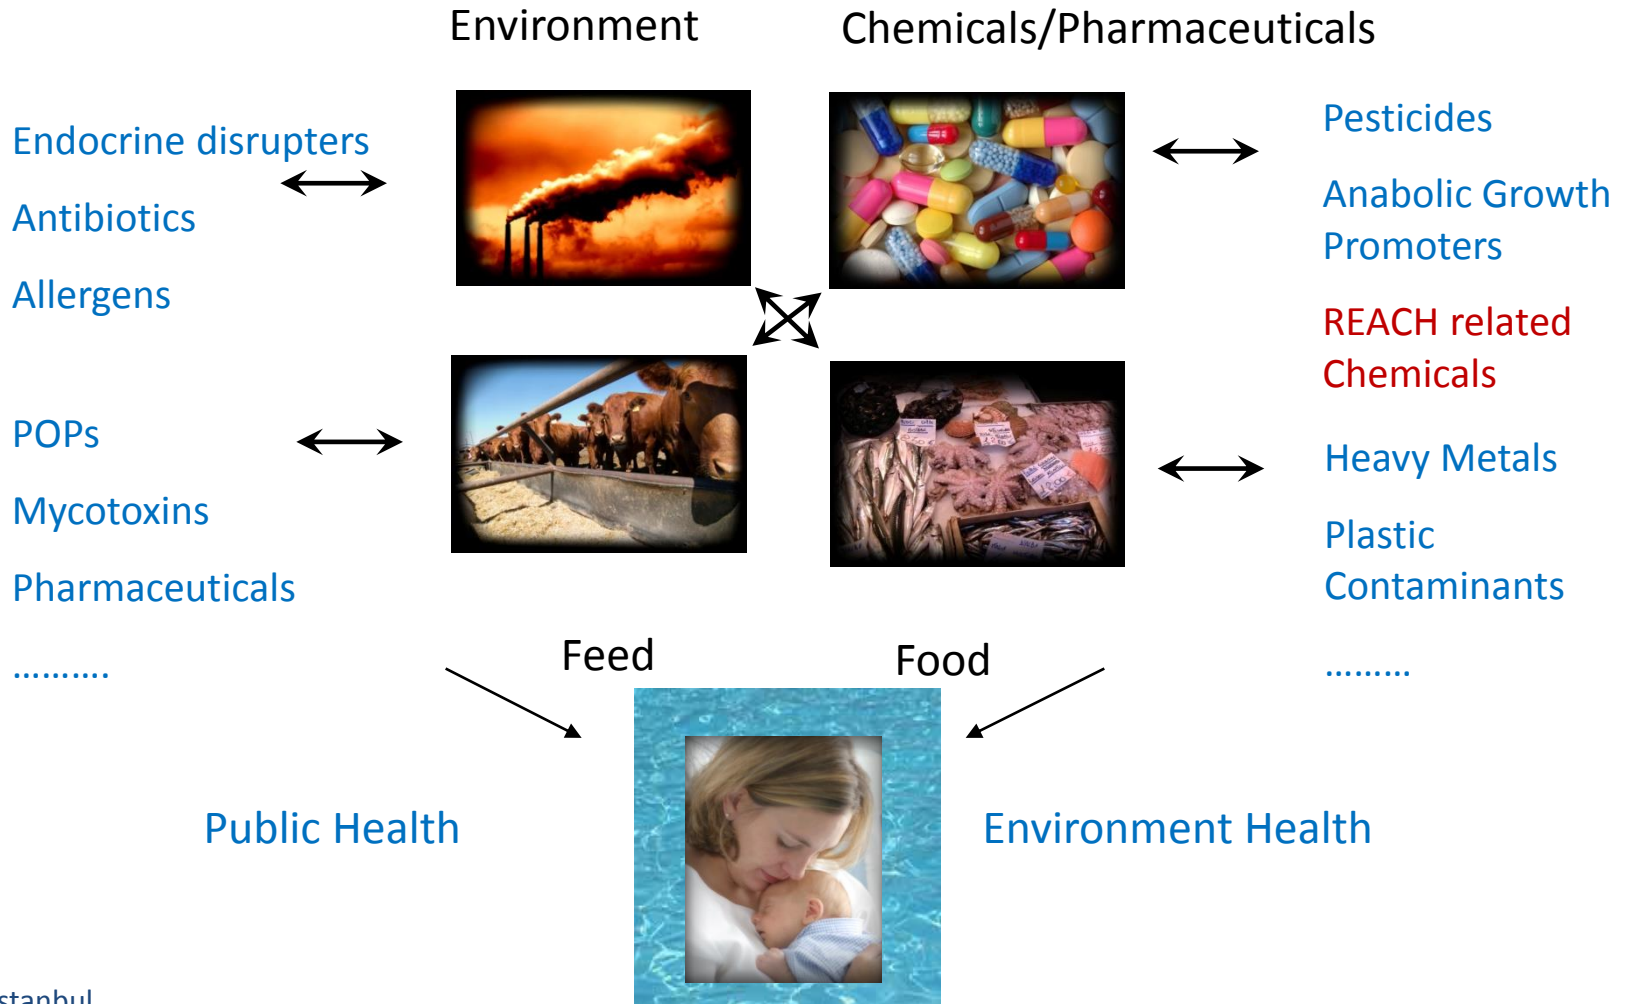 Environment
Chemicals/Pharmaceuticals
Endocrine disrupters
Antibiotics
Allergens
POPs
Mycotoxins
Pharmaceuticals
……….
Pesticides
Anabolic Growth
Promoters
REACH related
Chemicals
Heavy Metals
Plastic
Contaminants
………
Feed
Food
Public Health
Environment Health